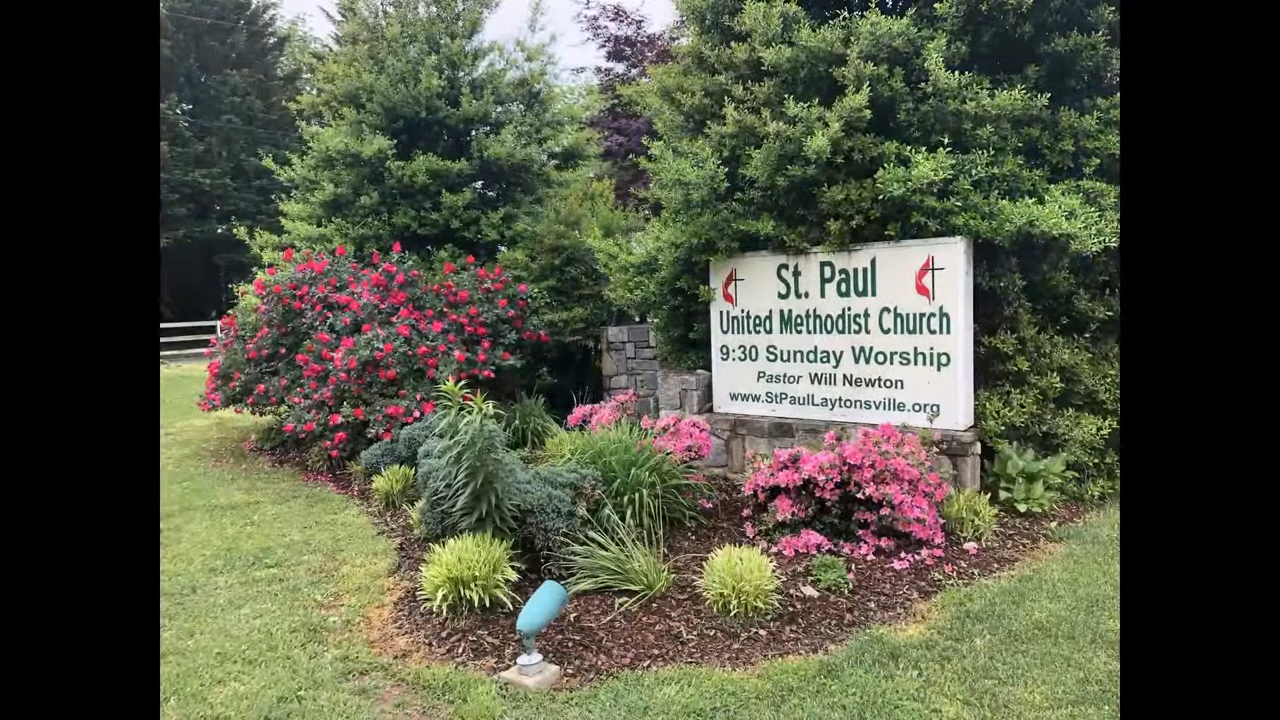 St. Paul
United Methodist Church
9:30 Sunday Worship
Pastor Will Newton
www.StPaulLaytonsville.org